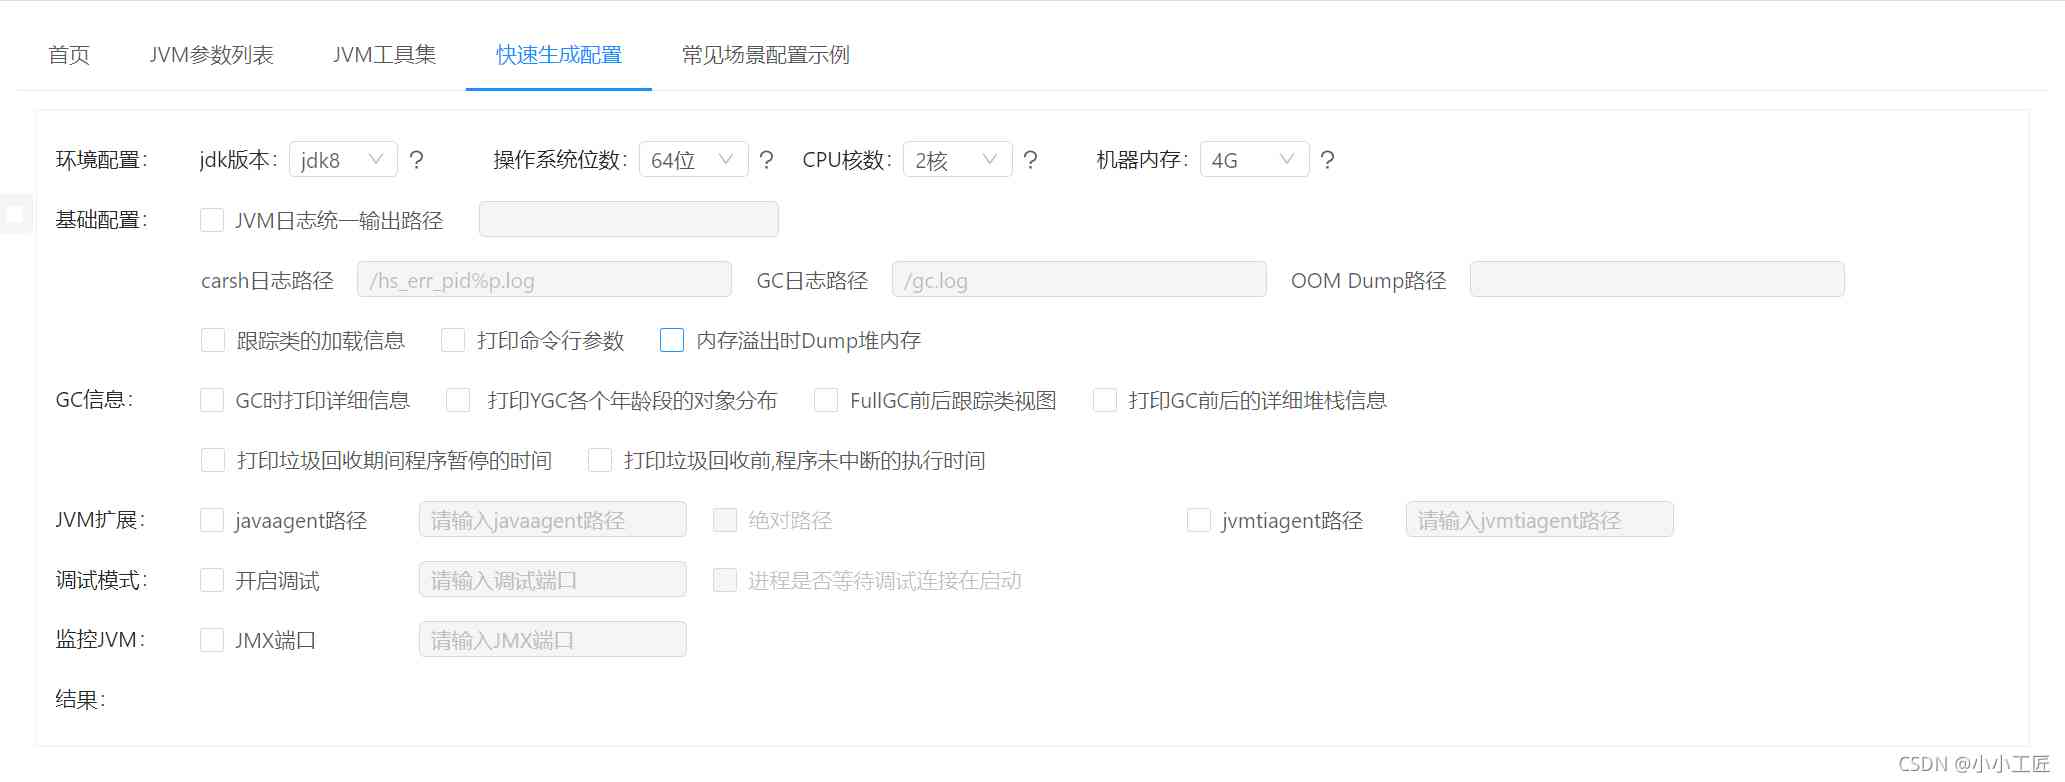 首页 JVM参数列表 JVM工具集 快速生成配置 常见场景配置示例
环境配置: jdk版本: jdk8 ? 操作系统位数: 64位 ? CPU核数: 2核 ? 机器内存: 4G ?
基础配置: JVM日志统一输出路径
carsh日志路径 /hs_err_pid%p.log GC日志路径 /gc.log OOM Dump路径
跟踪类的加载信息 打印命令行参数 内存溢出时Dump堆内存
GC信息: GC时打印详细信息 打印YGC各个年龄段的对象分布 FullGC前后跟踪类视图 打印GC前后的详细堆栈信息
打印垃圾回收期间程序暂停的时间 打印垃圾回收前,程序未中断的执行时间
JVM扩展: javaagent路径 请输入javaagent路径 绝对路径 jvmtiagent路径 请输入jvmtiagent路径
调试模式: 开启调试 请输入调试端口 进程是否等待调试连接在启动
监控JVM: JMX端口 请输入JMX端口
结果:
CSDN @小小工匠